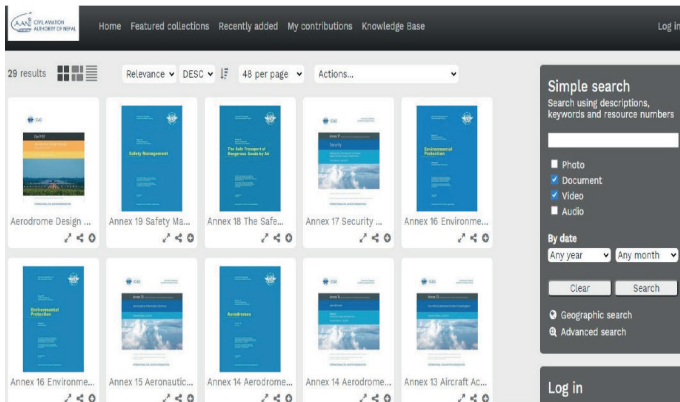 CIVIL AVIATION
AUTHORITY OF NEPAL
Home Featured collections Recently added My contributions Knowledge Base Log in
29 results Relevance DESC 48 per page Actions...
Simple search
Search using descriptions,
keywords and resource numbers
Photo
Document
Video
Audio
By date
Any year Any month
Clear Search
Geographic search
Advanced search
Log in
Safety Management
The Safe Transport of
Dangerous Goods by Air
Security
Environmental
Protection
Aerodrome Design ... Annex 19 Safety Ma... Annex 18 The Safe... Annex 17 Security ... Annex 16 Environme...
Environmental
Protection
Aerodromes
Annex 16 Environme... Annex 15 Aeronautic... Annex 14 Aerodrome... Annex 14 Aerodrome... Annex 13 Aircraft Ac...